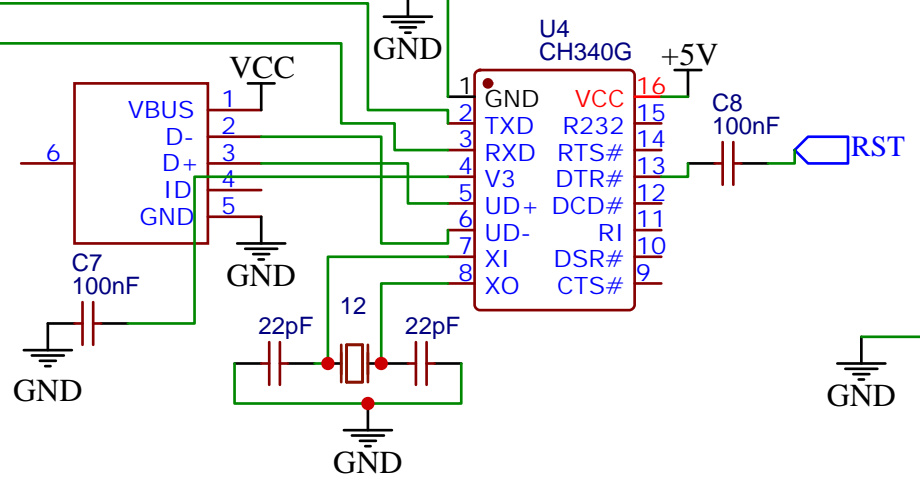 GND
U4
CH340G
VCC
+5V
1
GND
VCC
16
2
TXD
R232
15
3
RXD
RTS#
14
4
V3
DTR#
13
5
UD+
DCD#
12
6
UD-
RI
11
7
XI
DSR#
10
8
XO
CTS#
9
C8
100nF
RST
VBUS
1
D-
2
6
D+
3
ID
4
GND
5
GND
C7
100nF
GND
22pF
12
22pF
GND
GND